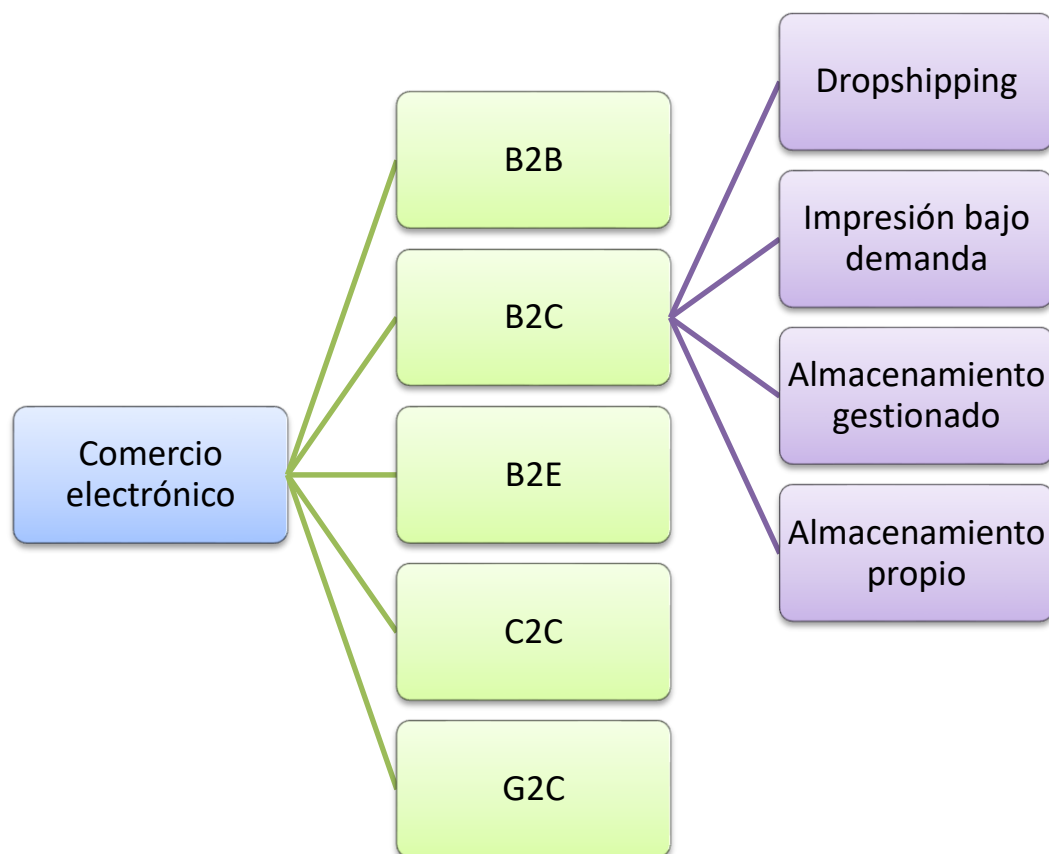 Comercio
electrónico
B2B
B2C
B2E
C2C
G2C
Dropshipping
Impresión bajo
demanda
Almacenamiento
gestionado
Almacenamiento
propio